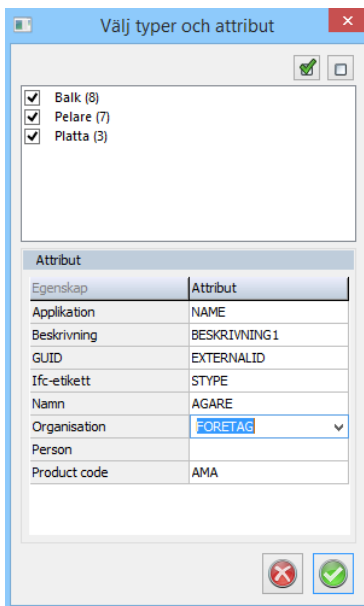 Välj typer och attribut
Balk (8)
Pelare (7)
Platta (3)
Attribut
Egenskap Attribut
Applikation NAME
Beskrivning BESKRIVNING1
GUID EXTERNALID
Ifc-etikett STYPE
Namn AGARE
Organisation FORETAG
Person
Product code AMA